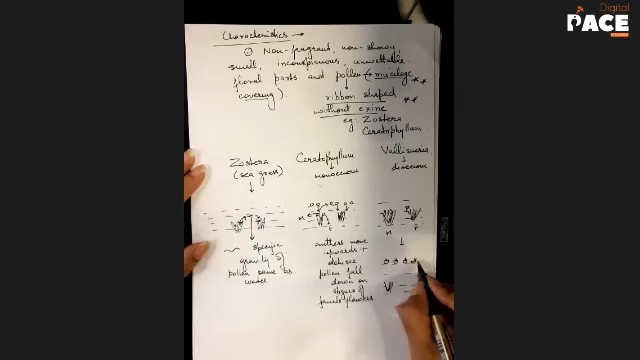 Digital
PACE
Characteristics →
① Non-fragrant, non-showy,
small, inconspicuous, unwettable
floral parts and pollen (→ mucilage
covering).
ribbon shaped
without exine
eg: Zostera
Ceratophyllum
Zostera
(sea grass)
specific
gravity of
pollen same as
water
Ceratophyllum
monoecious
M
anthers move
upwards +
dehisce
pollen fall
down on
stigma of
female flowers
Vallisneria
dioecious
M
F